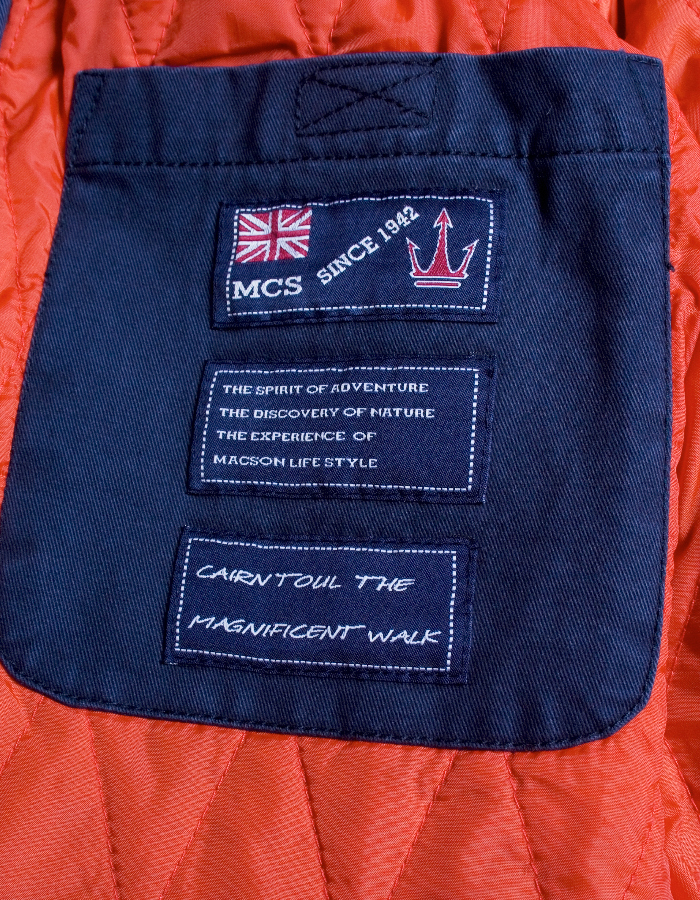 MCS SINCE 1942
THE SPIRIT OF ADVENTURE
THE DISCOVERY OF NATURE
THE EXPERIENCE OF
MACSON LIFE STYLE
CAIRNTOUL THE
MAGNIFICENT WALK